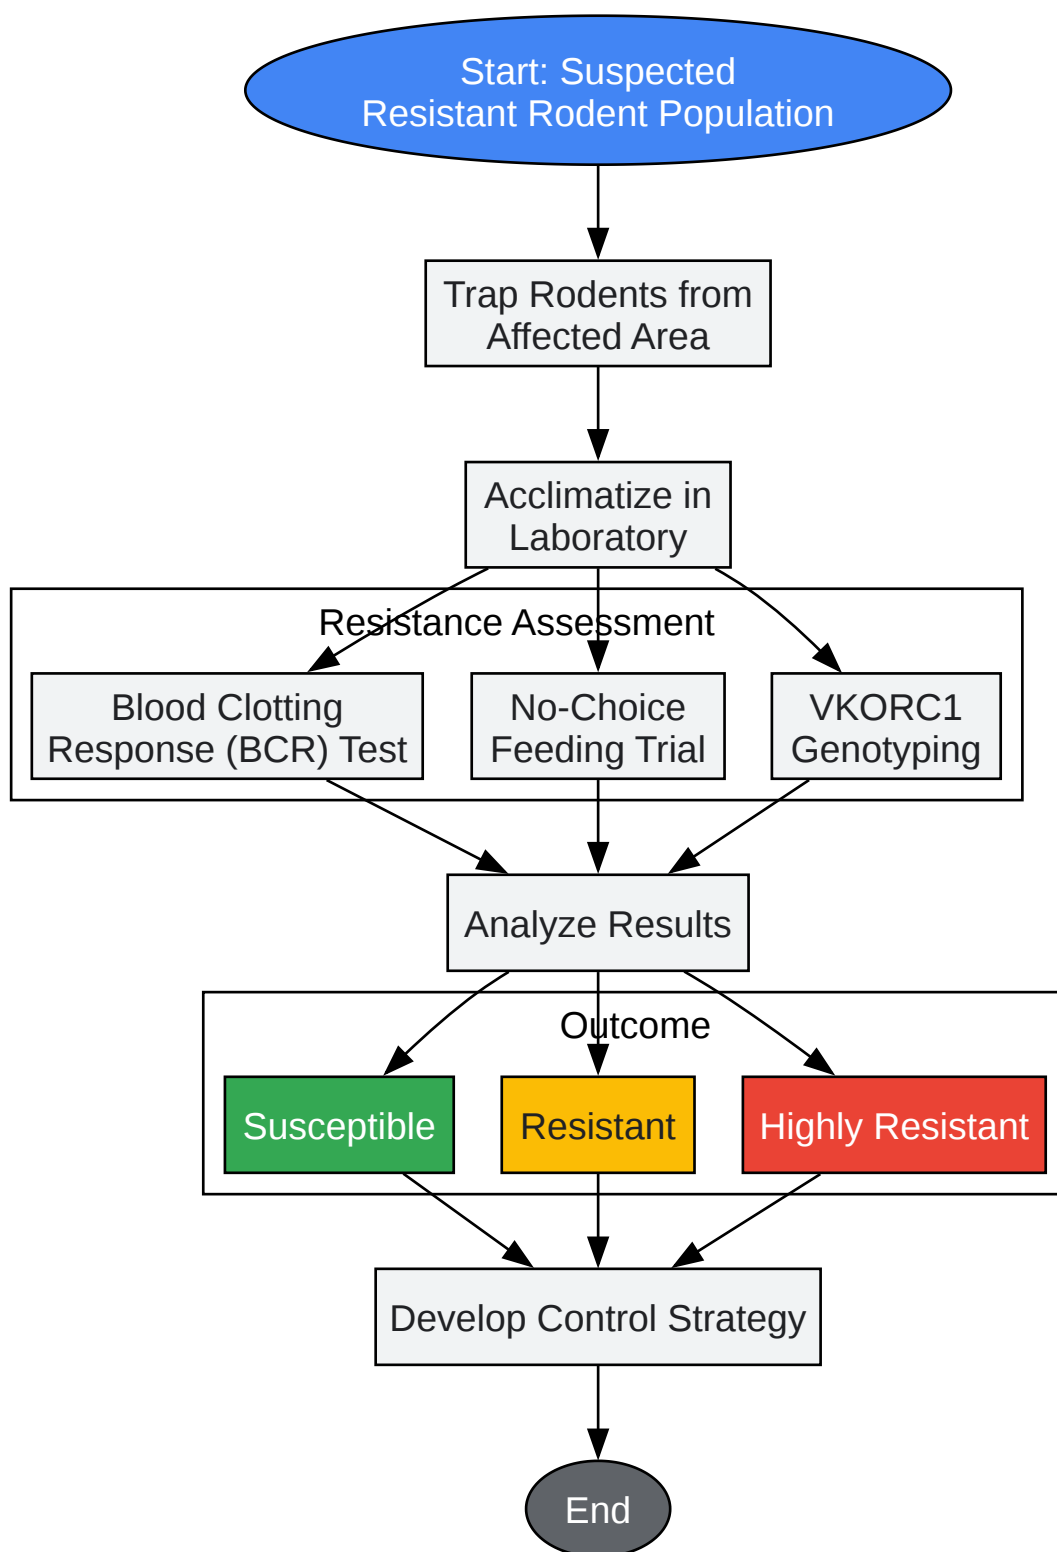 Start: Suspected
Resistant Rodent Population
Trap Rodents from
Affected Area
Acclimatize in
Laboratory
Resistance Assessment
Blood Clotting
Response (BCR) Test
No-Choice
Feeding Trial
VKORC1
Genotyping
Analyze Results
Outcome
Susceptible
Resistant
Highly Resistant
Develop Control Strategy
End